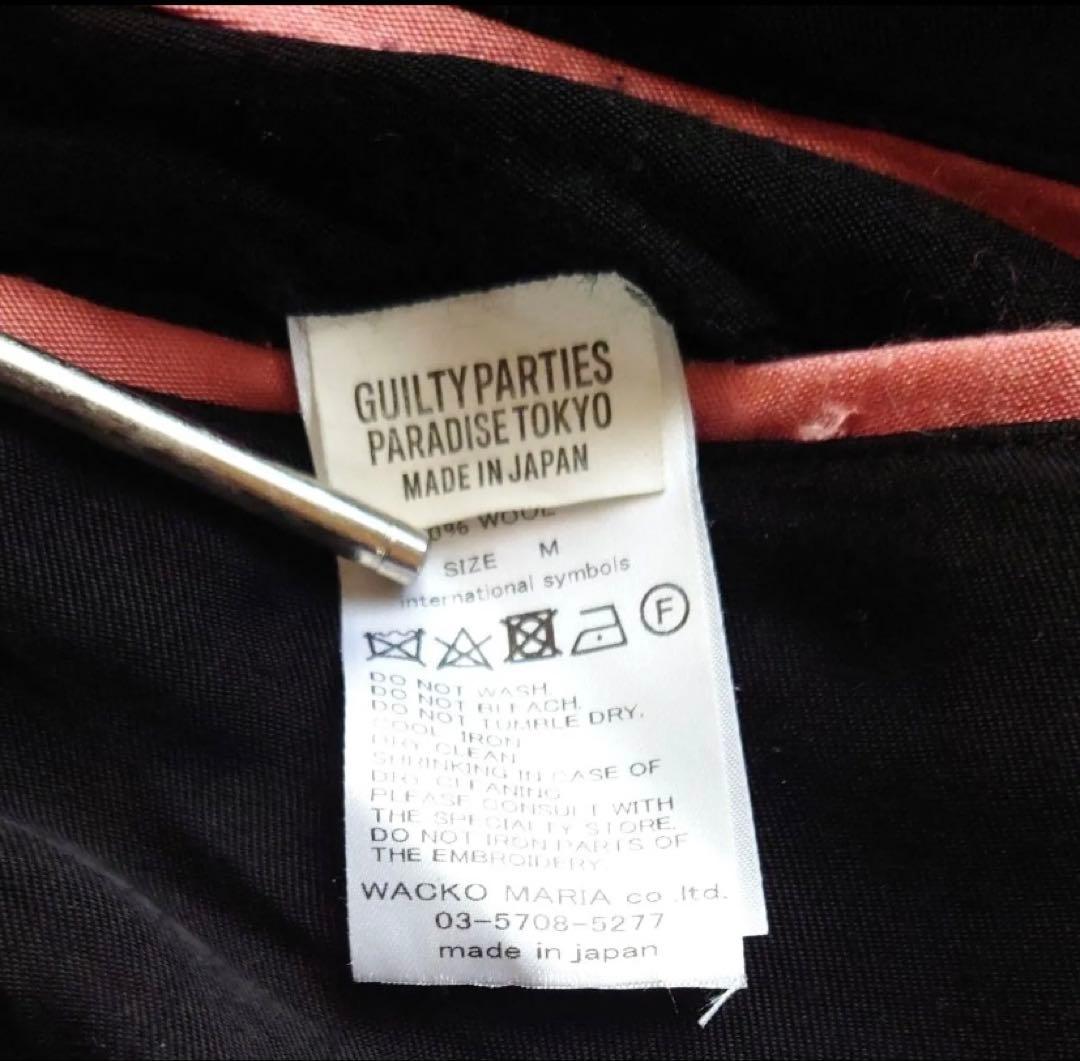 GUILTY PARTIES
PARADISE TOKYO
MADE IN JAPAN
0% WOOL
SIZE M
international symbols
F
DO NOT WASH.
DO NOT BLEACH.
DO NOT TUMBLE DRY.
COOL IRON
DRY CLEAN
SHRINKING IN CASE OF
DRY CLEANING
PLEASE CONSULT WITH
THE SPECIALTY STORE.
DO NOT IRON PARTS OF
THE EMBROIDERY.
WACKO MARIA co .ltd.
03-5708-5277
made in japan